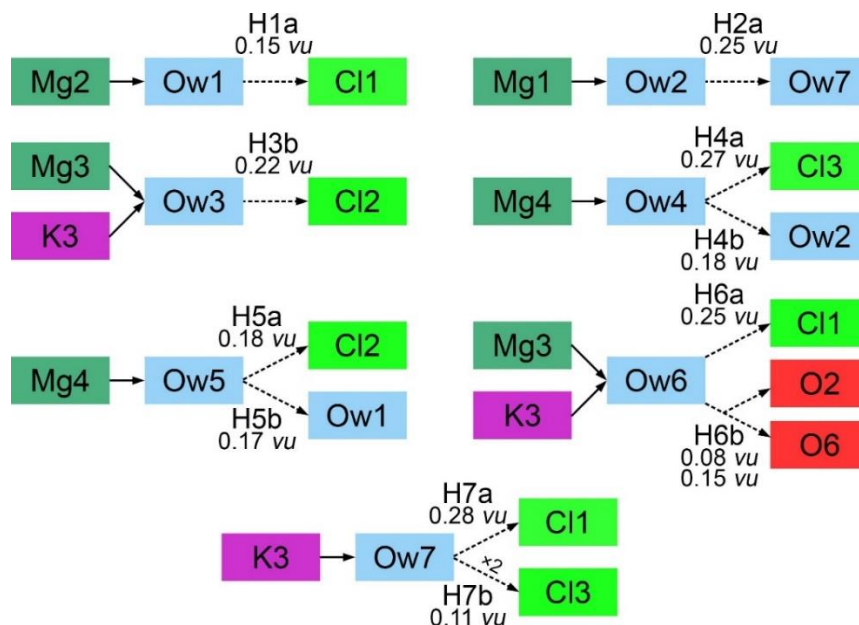 H1a
0.15 vu
Mg2 Ow1 Cl1
H2a
0.25 vu
Mg1 Ow2 Ow7
Mg3
K3
H3b
0.22 vu
Ow3 Cl2
H4a
0.27 vu
Cl3
Mg4 Ow4
H4b
0.18 vu
Ow2
H5a
0.18 vu
Cl2
Mg4 Ow5
H5b
0.17 vu
Ow1
H6a
0.25 vu
Cl1
Mg3
K3
Ow6
O2
H6b
0.08 vu
0.15 vu
O6
H7a
0.28 vu
Cl1
K3 Ow7
×2
H7b
0.11 vu
Cl3